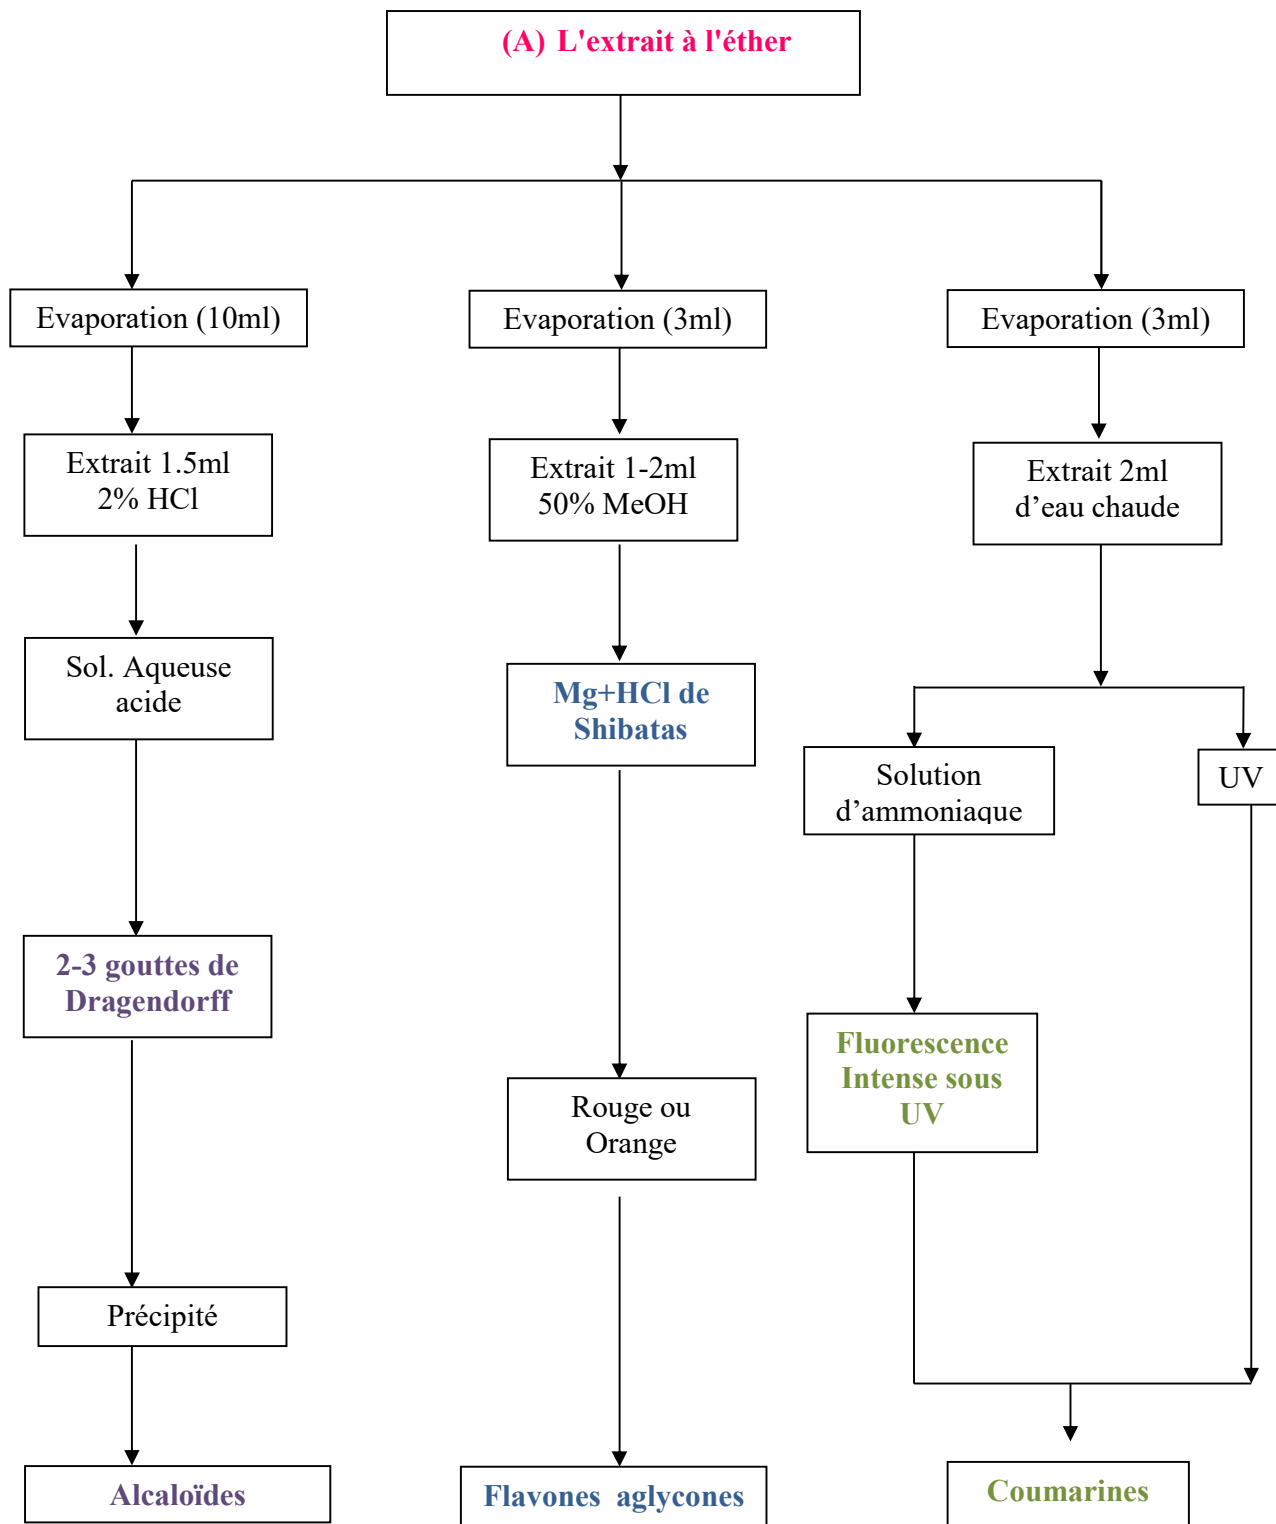 (A) L'extrait à l'éther
Evaporation (10ml)
Evaporation (3ml)
Evaporation (3ml)
Extrait 1.5ml
2% HCl
Extrait 1-2ml
50% MeOH
Extrait 2ml
d’eau chaude
Sol. Aqueuse
acide
Mg+HCl de
Shibatas
Solution
d’ammoniaque
UV
2-3 gouttes de
Dragendorff
Fluorescence
Intense sous
UV
Rouge ou
Orange
Précipité
Alcaloïdes
Flavones aglycones
Coumarines